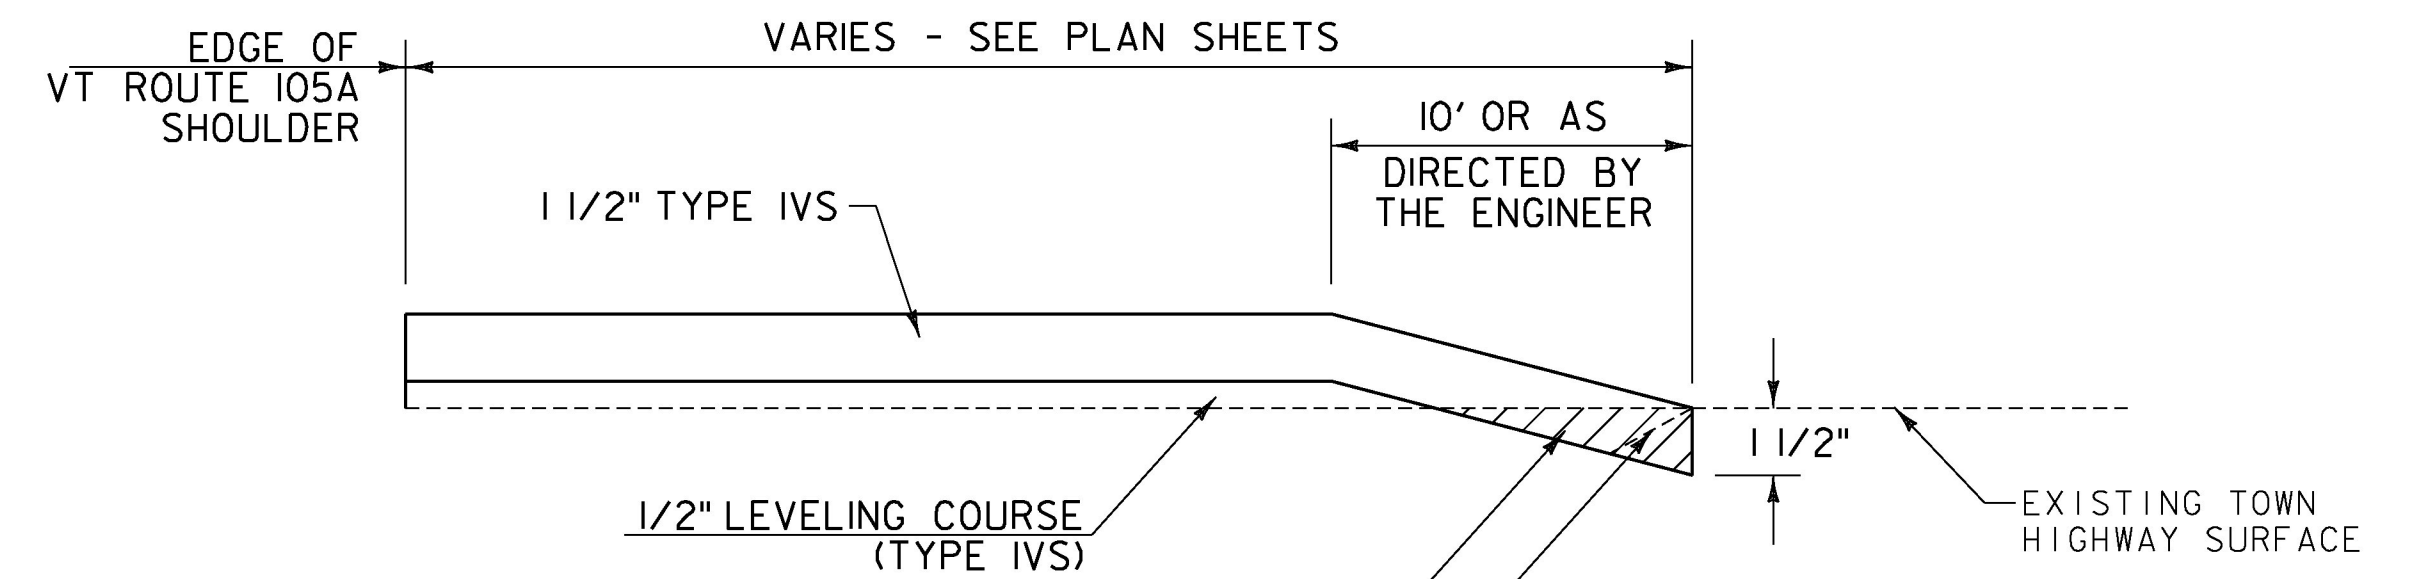 EDGE OF
VT ROUTE 105A
SHOULDER
VARIES - SEE PLAN SHEETS
10' OR AS
DIRECTED BY
THE ENGINEER
1 1/2" TYPE IVS
1 1/2"
1/2" LEVELING COURSE
(TYPE IVS)
EXISTING TOWN
HIGHWAY SURFACE